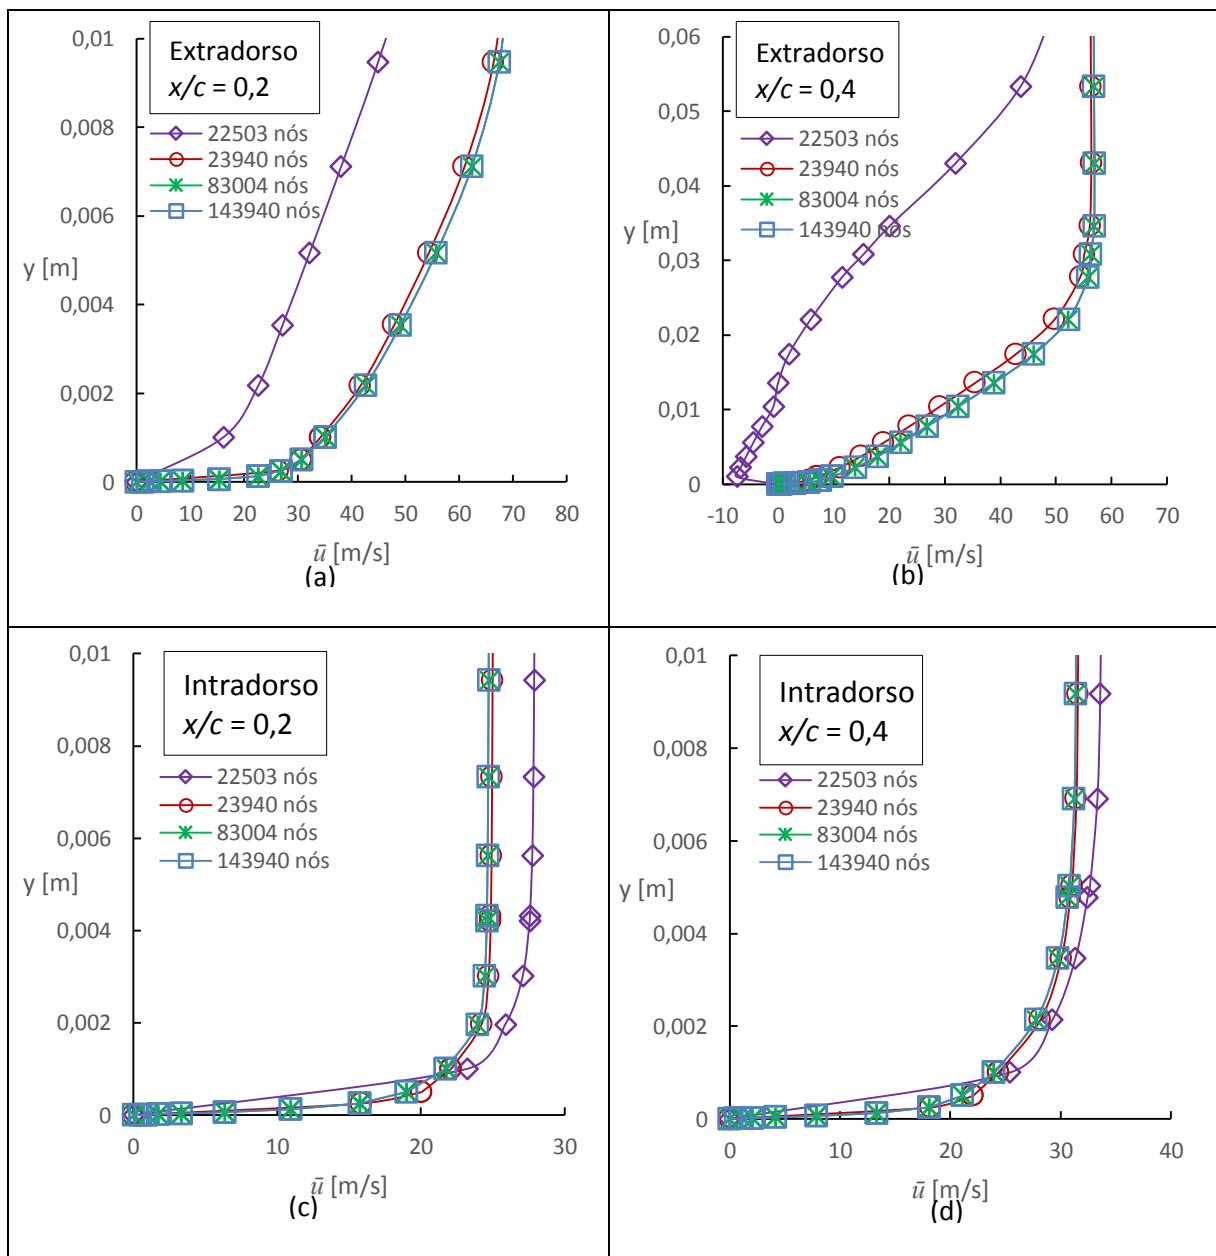 0,01
0,008
0,006
y [m]
0,004
0,002
0
Extradorso
x/c = 0,2
22503 nós
23940 nós
83004 nós
143940 nós
0 10 20 30 40 50 60 70 80
ū [m/s]
(a)
0,06
0,05
0,04
y [m]
0,03
0,02
0,01
0
Extradorso
x/c = 0,4
22503 nós
23940 nós
83004 nós
143940 nós
-10 0 10 20 30 40 50 60 70
ū [m/s]
(b)
0,01
0,008
0,006
y [m]
0,004
0,002
0
Intradorso
x/c = 0,2
22503 nós
23940 nós
83004 nós
143940 nós
0 10 20 30
ū [m/s]
(c)
0,01
0,008
0,006
y [m]
0,004
0,002
0
Intradorso
x/c = 0,4
22503 nós
23940 nós
83004 nós
143940 nós
0 10 20 30 40
ū [m/s]
(d)